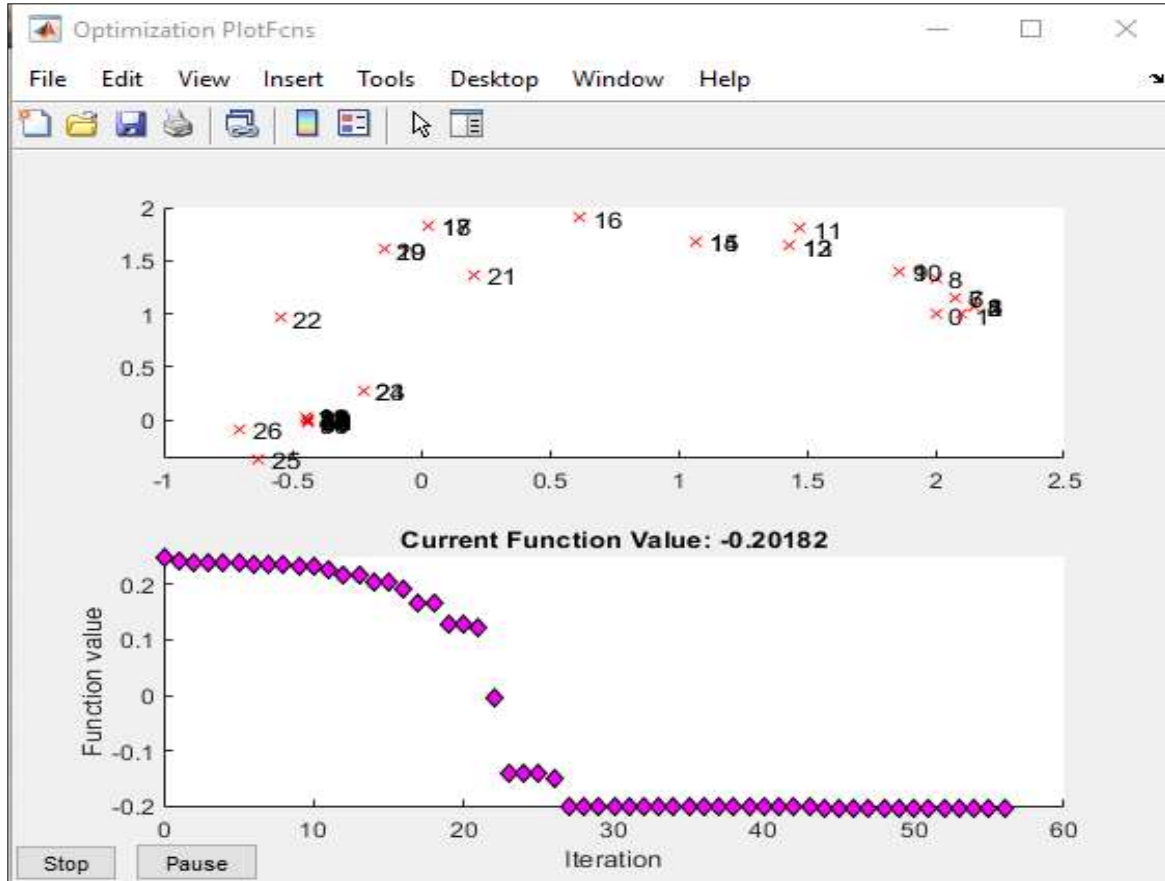 Optimization PlotFcns
File Edit View Insert Tools Desktop Window Help
2
1.5
1
0.5
0
16
11
21
10
8
0
1
22
26
25
-1 -0.5 0 0.5 1 1.5 2 2.5
Current Function Value: -0.20182
Function value
0.2
0.1
0
-0.1
-0.2
0 10 20 30 40 50 60
Iteration
Stop Pause